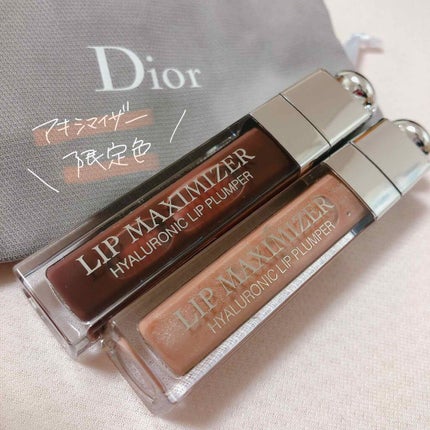 Dior
アキシマイザー
＼限定色／
LIP MAXIMIZER
HYALURONIC LIP PLUMPER
LIP MAXIMIZER
HYALURONIC LIP PLUMPER